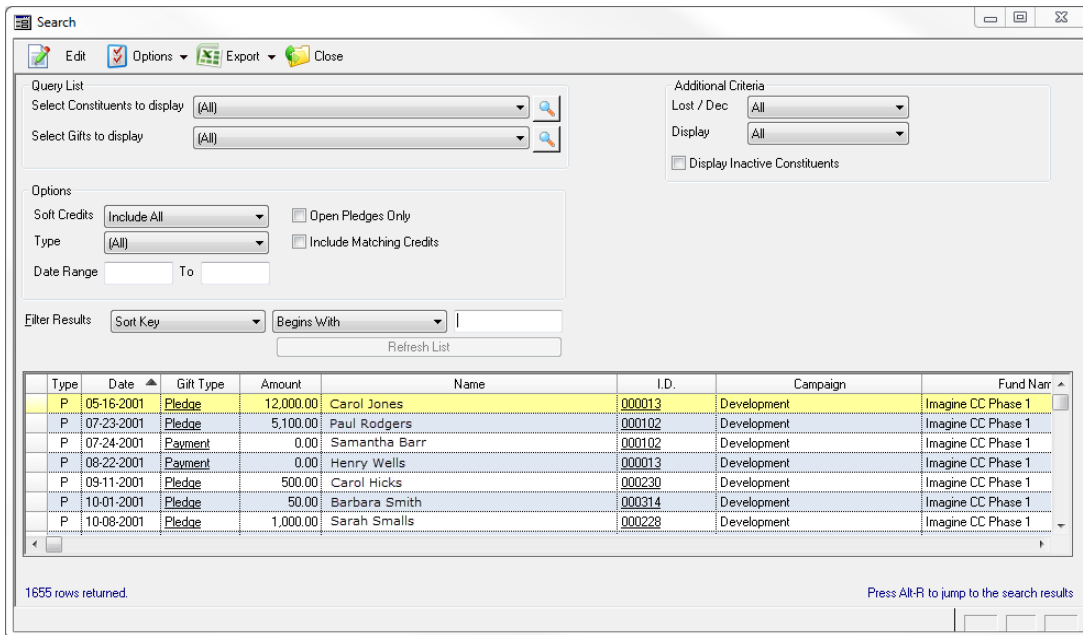 Search
Edit Options Export Close
Query List
Select Constituents to display (All)
Select Gifts to display (All)
Additional Criteria
Lost / Dec All
Display All
Display Inactive Constituents
Options
Soft Credits Include All Open Pledges Only
Type (All) Include Matching Credits
Date Range To
Filter Results Sort Key Begins With
Refresh List
Type Date Gift Type Amount Name I.D. Campaign Fund Nam
P 05-16-2001 Pledge 12,000.00 Carol Jones 000013 Development Imagine CC Phase 1
P 07-23-2001 Pledge 5,100.00 Paul Rodgers 000102 Development Imagine CC Phase 1
P 07-24-2001 Payment 0.00 Samantha Barr 000102 Development Imagine CC Phase 1
P 08-22-2001 Payment 0.00 Henry Wells 000013 Development Imagine CC Phase 1
P 09-11-2001 Pledge 500.00 Carol Hicks 000230 Development Imagine CC Phase 1
P 10-01-2001 Pledge 50.00 Barbara Smith 000314 Development Imagine CC Phase 1
P 10-08-2001 Pledge 1,000.00 Sarah Smalls 000228 Development Imagine CC Phase 1
1655 rows returned.
Press Alt-R to jump to the search results